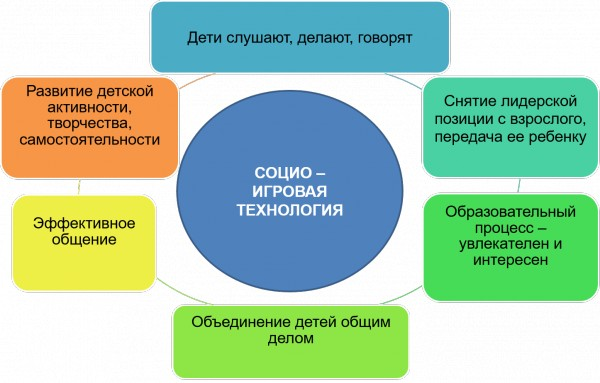 Дети слушают, делают, говорят
Развитие детской
активности,
творчества,
самостоятельности
Снятие лидерской
позиции с взрослого,
передача ее ребенку
СОЦИО –
ИГРОВАЯ
ТЕХНОЛОГИЯ
Эффективное
общение
Образовательный
процесс –
увлекателен и
интересен
Объединение детей общим
делом